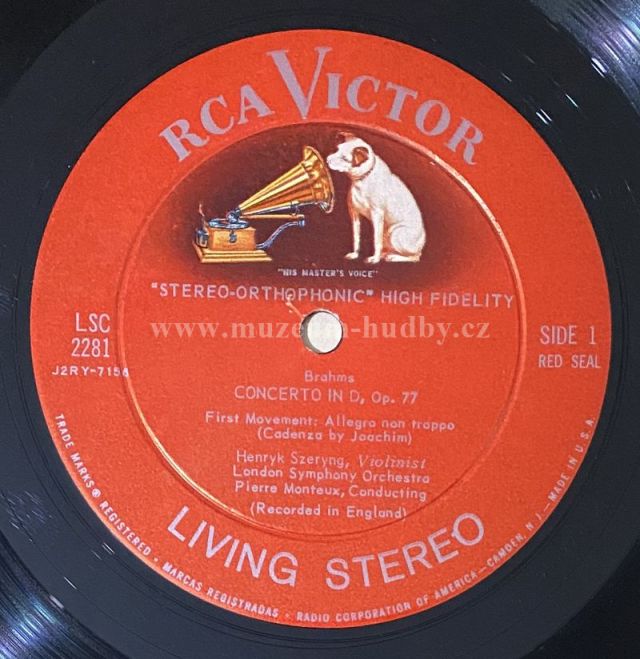 RCA VICTOR
"HIS MASTER'S VOICE"
"STEREO-ORTHOPHONIC" HIGH FIDELITY
LSC
2281
J2RY-7156
SIDE 1
RED SEAL
www.muzeum-hudby.cz
Brahms
CONCERTO IN D, Op. 77
First Movement: Allegro non troppo
(Cadenza by Joachim)
Henryk Szeryng, Violinist
London Symphony Orchestra
Pierre Monteux, Conducting
(Recorded in England)
LIVING STEREO
TRADE MARKS ® REGISTERED • MARCAS REGISTRADAS • RADIO CORPORATION OF AMERICA—CAMDEN, N. J.—MADE IN U.S.A.